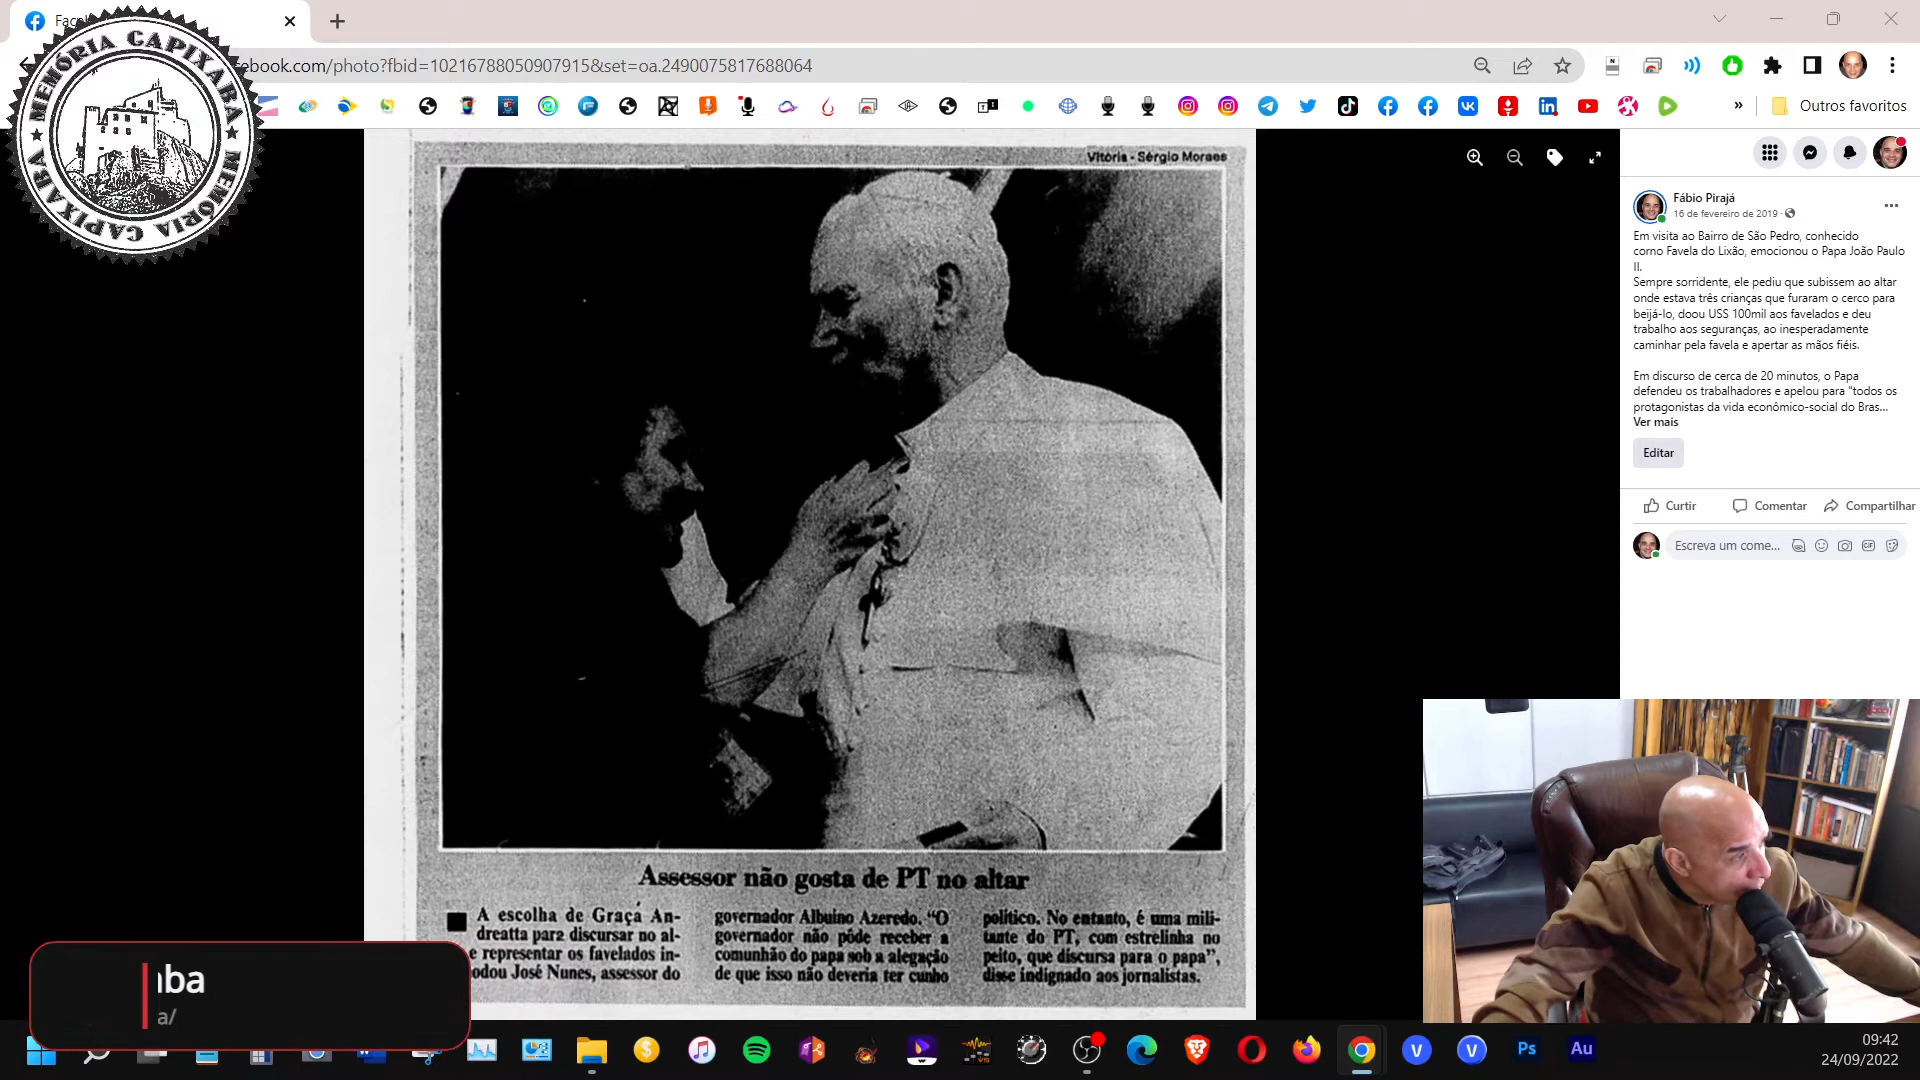 MEMÓRIA CAPIXABA MEMÓRIA CAPIXABA
ebook.com/photo?fbid=10216788050907915&set=oa.2490075817688064
Outros favoritos
Vitória - Sérgio Moraes
Fábio Pirajá
16 de fevereiro de 2019
Em visita ao Bairro de São Pedro, conhecido
corno Favela do Lixão, emocionou o Papa João Paulo
II.
Sempre sorridente, ele pediu que subissem ao altar
onde estava três crianças que furaram o cerco para
beijá-lo, doou USS 100mil aos favelados e deu
trabalho aos seguranças, ao inesperadamente
caminhar pela favela e apertar as mãos fiéis.
Em discurso de cerca de 20 minutos, o Papa
defendeu os trabalhadores e apelou para "todos os
protagonistas da vida econômico-social do Bras...
Ver mais
Editar
Curtir Comentar Compartilhar
Escreva um come...
Assessor não gosta de PT no altar
A escolha de Graça An-
dreatta para discursar no al-
e representar os favelados in-
odou José Nunes, assessor do
governador Albuino Azeredo. "O
governador não pôde receber a
comunhão do papa sob a alegação
de que isso não deveria ter cunho
político. No entanto, é uma mili-
tante do PT, com estrelinha no
peito, que discursa para o papa",
disse indignado aos jornalistas.
aba
a/
Ps
Au
09:42
24/09/2022